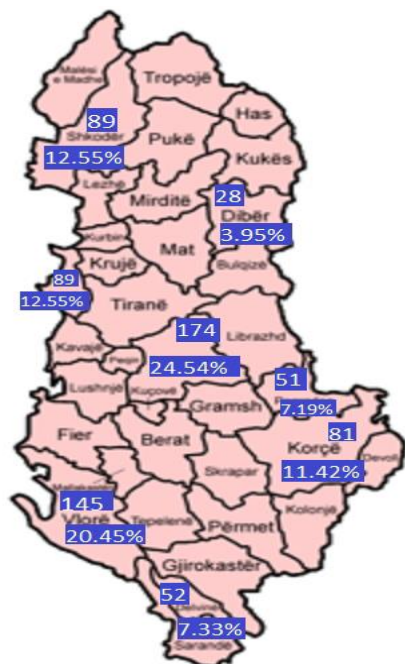 Malësi
e Madhe
Tropojë
Has
89
Shkodër
Pukë
12.55%
Kukës
Lezhë
Mirditë
28
Dibër
3.95%
Kurbin
Mat
Krujë
Bulqizë
89
12.55%
Tiranë
174
Librazhd
Kavajë
Peqin
24.54%
51
Lushnjë
Kuçovë
Gramsh
7.19%
81
Fier
Berat
Korçë
Devoll
11.42%
Skrapar
145
Kolonjë
Vlorë
Tepelenë
Përmet
20.45%
Gjirokastër
52
Delvinë
7.33%
Sarandë